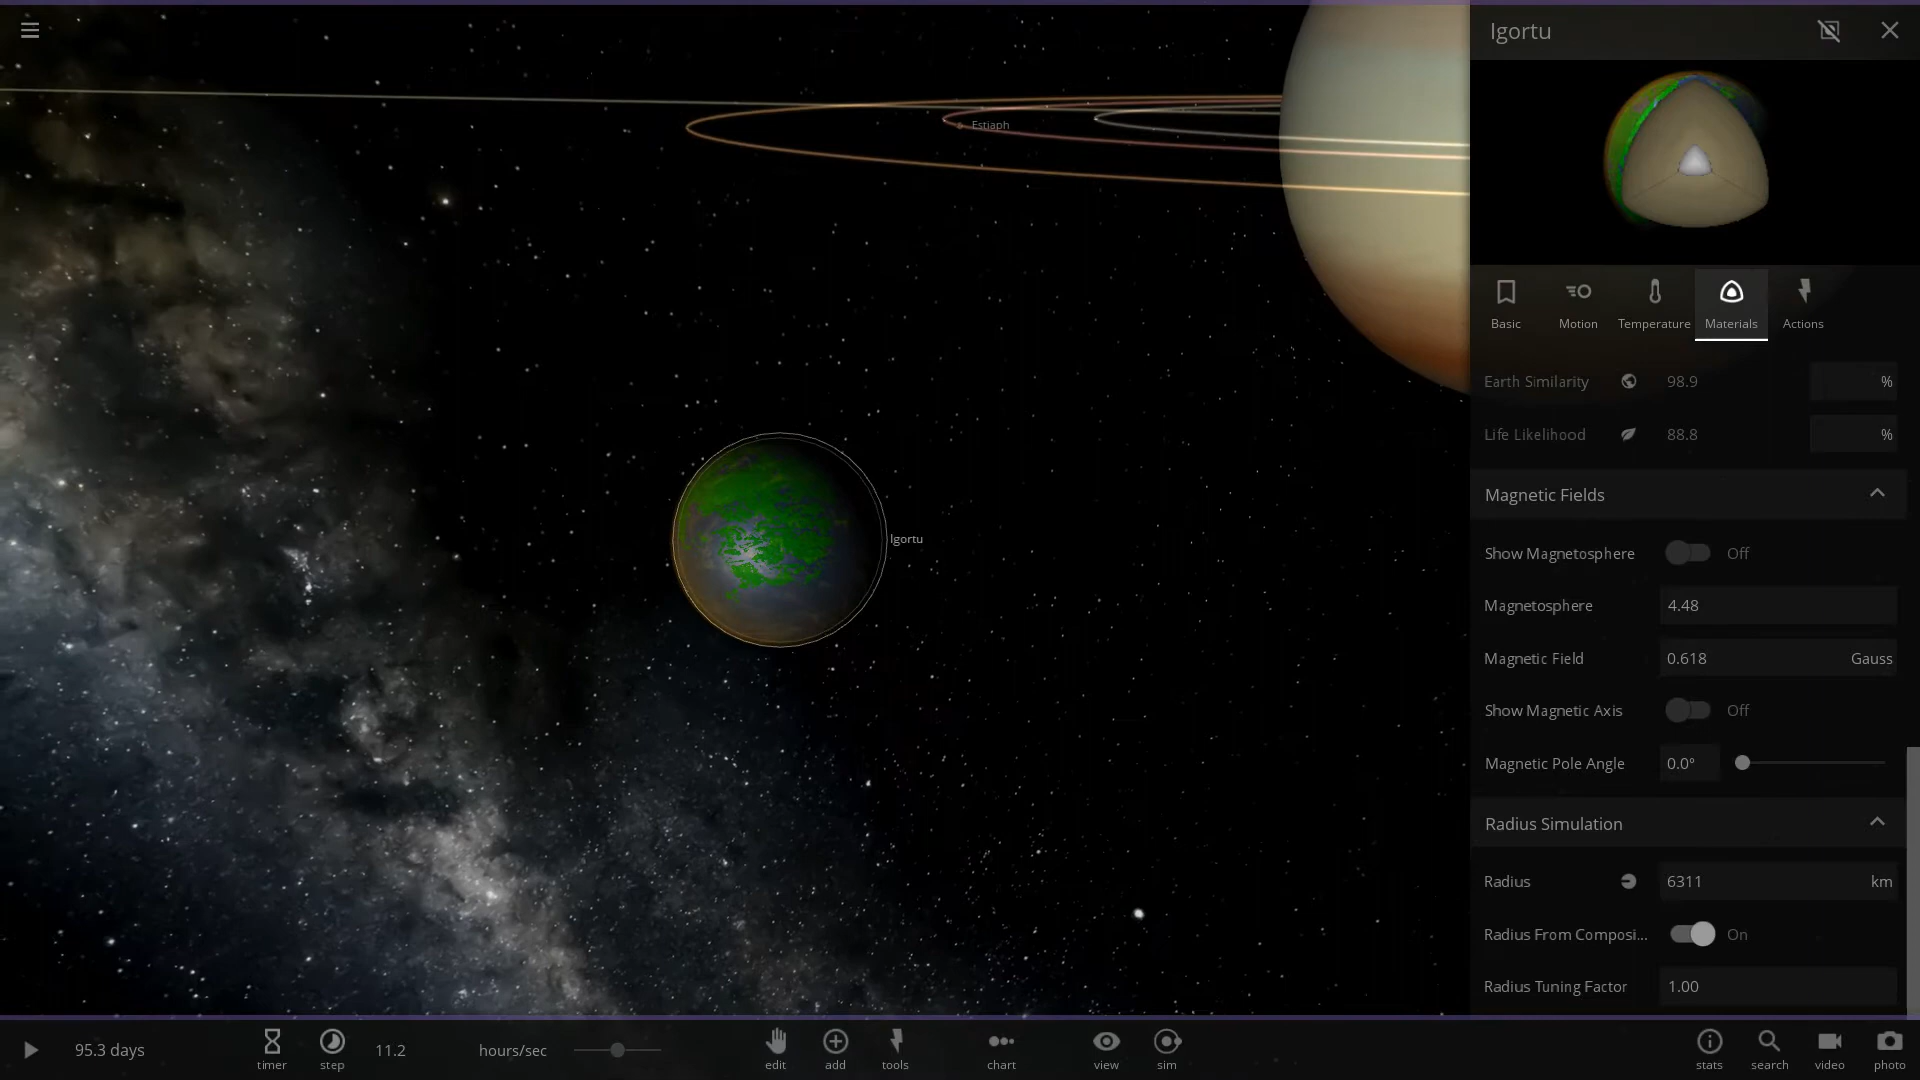 Igortu
Estiaph
Basic
Motion
Temperature
Materials
Actions
Earth Similarity 98.9 %
Life Likelihood 88.8 %
Magnetic Fields
Igortu
Show Magnetosphere Off
Magnetosphere 4.48
Magnetic Field 0.618 Gauss
Show Magnetic Axis Off
Magnetic Pole Angle 0.0°
Radius Simulation
Radius 6311 km
Radius From Composi... On
Radius Tuning Factor 1.00
95.3 days
timer
step
11.2 hours/sec
edit
add
tools
chart
view
sim
stats
search
video
photo